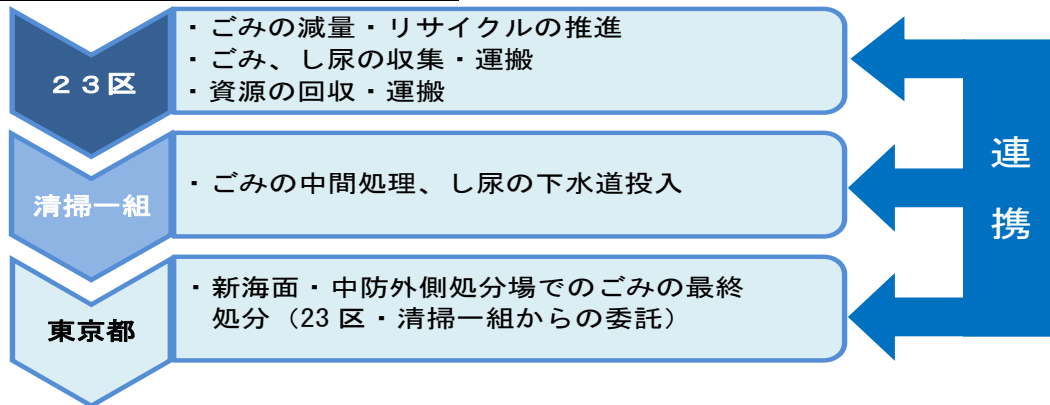 23区
・ごみの減量・リサイクルの推進
・ごみ、し尿の収集・運搬
・資源の回収・運搬
清掃一組
・ごみの中間処理、し尿の下水道投入
東京都
・新海面・中防外側処分場でのごみの最終
処分（23区・清掃一組からの委託）
連
携